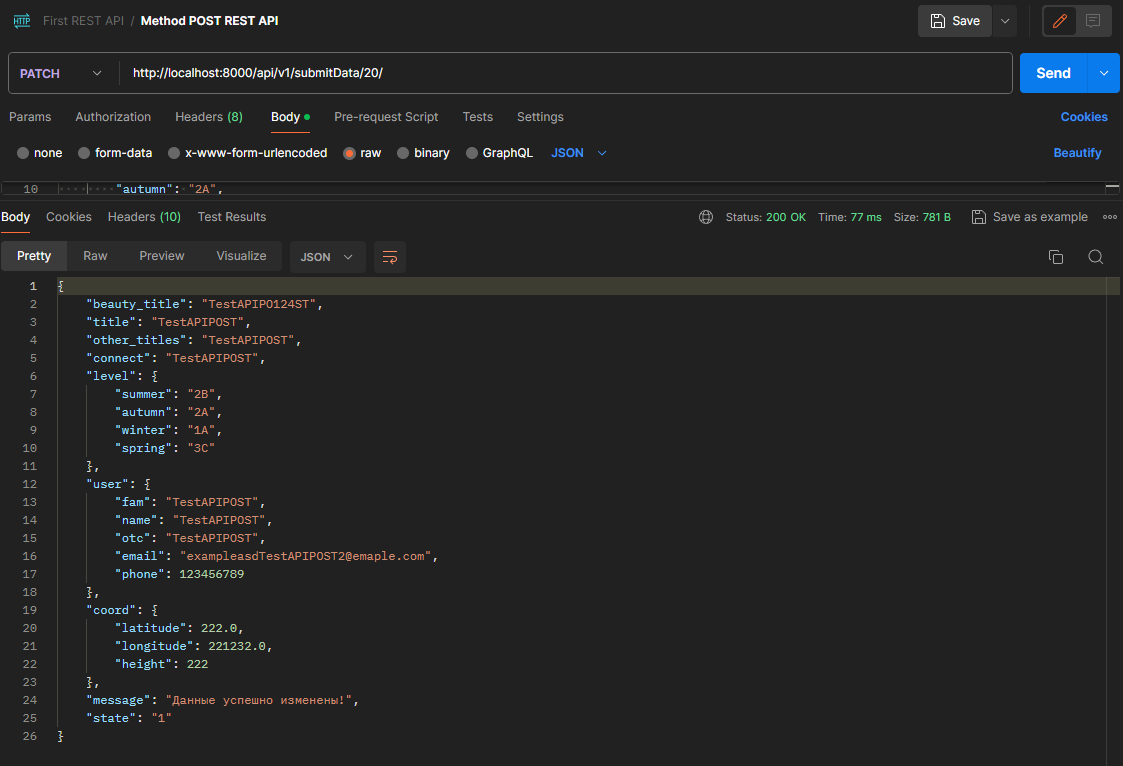 HTTP First REST API / Method POST REST API Save
PATCH http://localhost:8000/api/v1/submitData/20/ Send
Params Authorization Headers (8) Body Pre-request Script Tests Settings Cookies
none form-data x-www-form-urlencoded raw binary GraphQL JSON Beautify
10 "autumn": "2A",
Body Cookies Headers (10) Test Results Status: 200 OK Time: 77 ms Size: 781 B Save as example
Pretty Raw Preview Visualize JSON
1 {
2 "beauty_title": "TestAPIPO124ST",
3 "title": "TestAPIPOST",
4 "other_titles": "TestAPIPOST",
5 "connect": "TestAPIPOST",
6 "level": {
7 "summer": "2B",
8 "autumn": "2A",
9 "winter": "1A",
10 "spring": "3C"
11 },
12 "user": {
13 "fam": "TestAPIPOST",
14 "name": "TestAPIPOST",
15 "otc": "TestAPIPOST",
16 "email": "exampleasdTestAPIPOST2@emaple.com",
17 "phone": 123456789
18 },
19 "coord": {
20 "latitude": 222.0,
21 "longitude": 221232.0,
22 "height": 222
23 },
24 "message": "Данные успешно изменены!",
25 "state": "1"
26 }